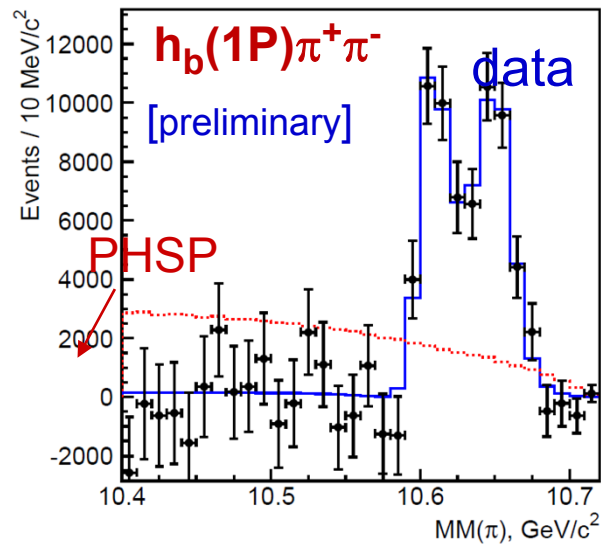 h_b(1P)π⁺π⁻
data
[preliminary]
PHSP
Events / 10 MeV/c²
12000
10000
8000
6000
4000
2000
0
-2000
10.4
10.5
10.6
10.7
MM(π), GeV/c²